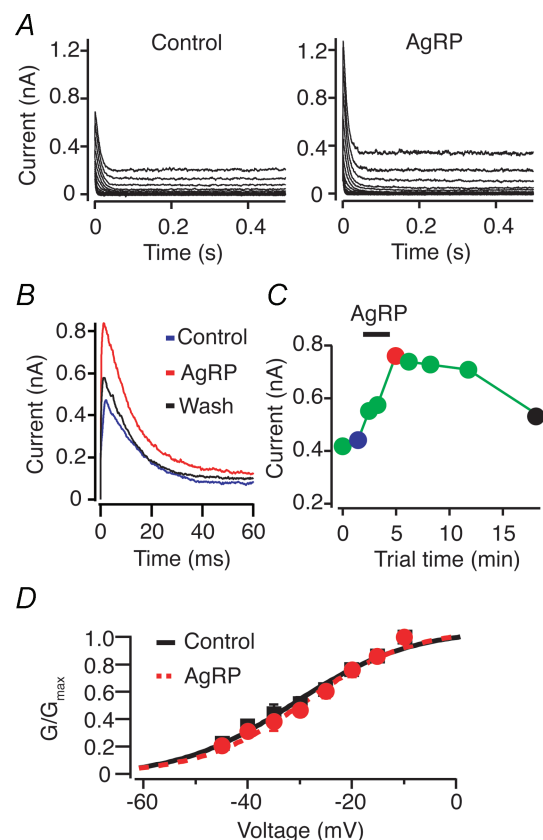 A
Control
AgRP
Current (nA)
1.2
0.8
0.4
0
0
0.2
0.4
Time (s)
1.2
0.8
0.4
0
0
0.2
0.4
Time (s)
B
Current (nA)
0.8
0.6
0.4
0.2
0
Control
AgRP
Wash
0
20
40
60
Time (ms)
C
AgRP
Current (nA)
0.8
0.6
0.4
0.2
0
5
10
15
Trial time (min)
D
G/Gmax
1.0
0.8
0.6
0.4
0.2
0
Control
AgRP
-60
-40
-20
0
Voltage (mV)